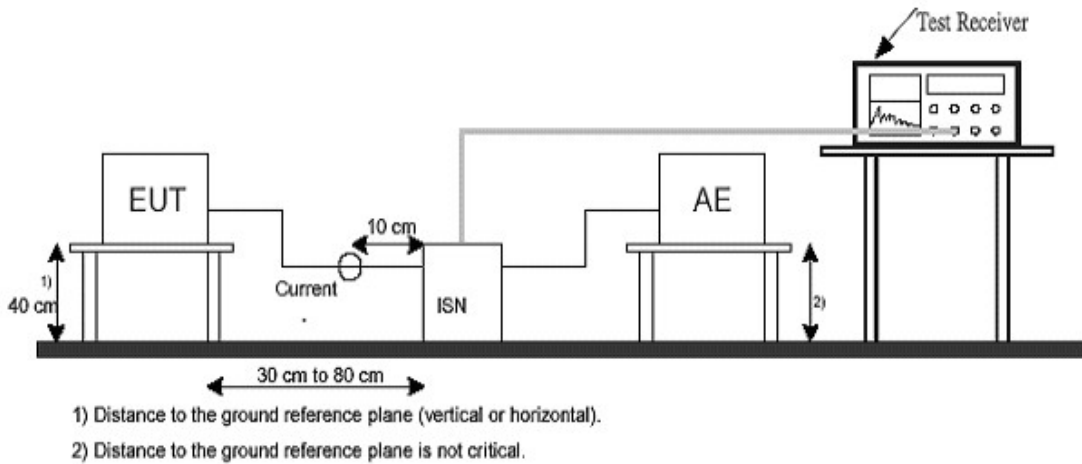 Test Receiver
EUT
AE
10 cm
1)
40 cm
Current
ISN
2)
30 cm to 80 cm
1) Distance to the ground reference plane (vertical or horizontal).
2) Distance to the ground reference plane is not critical.